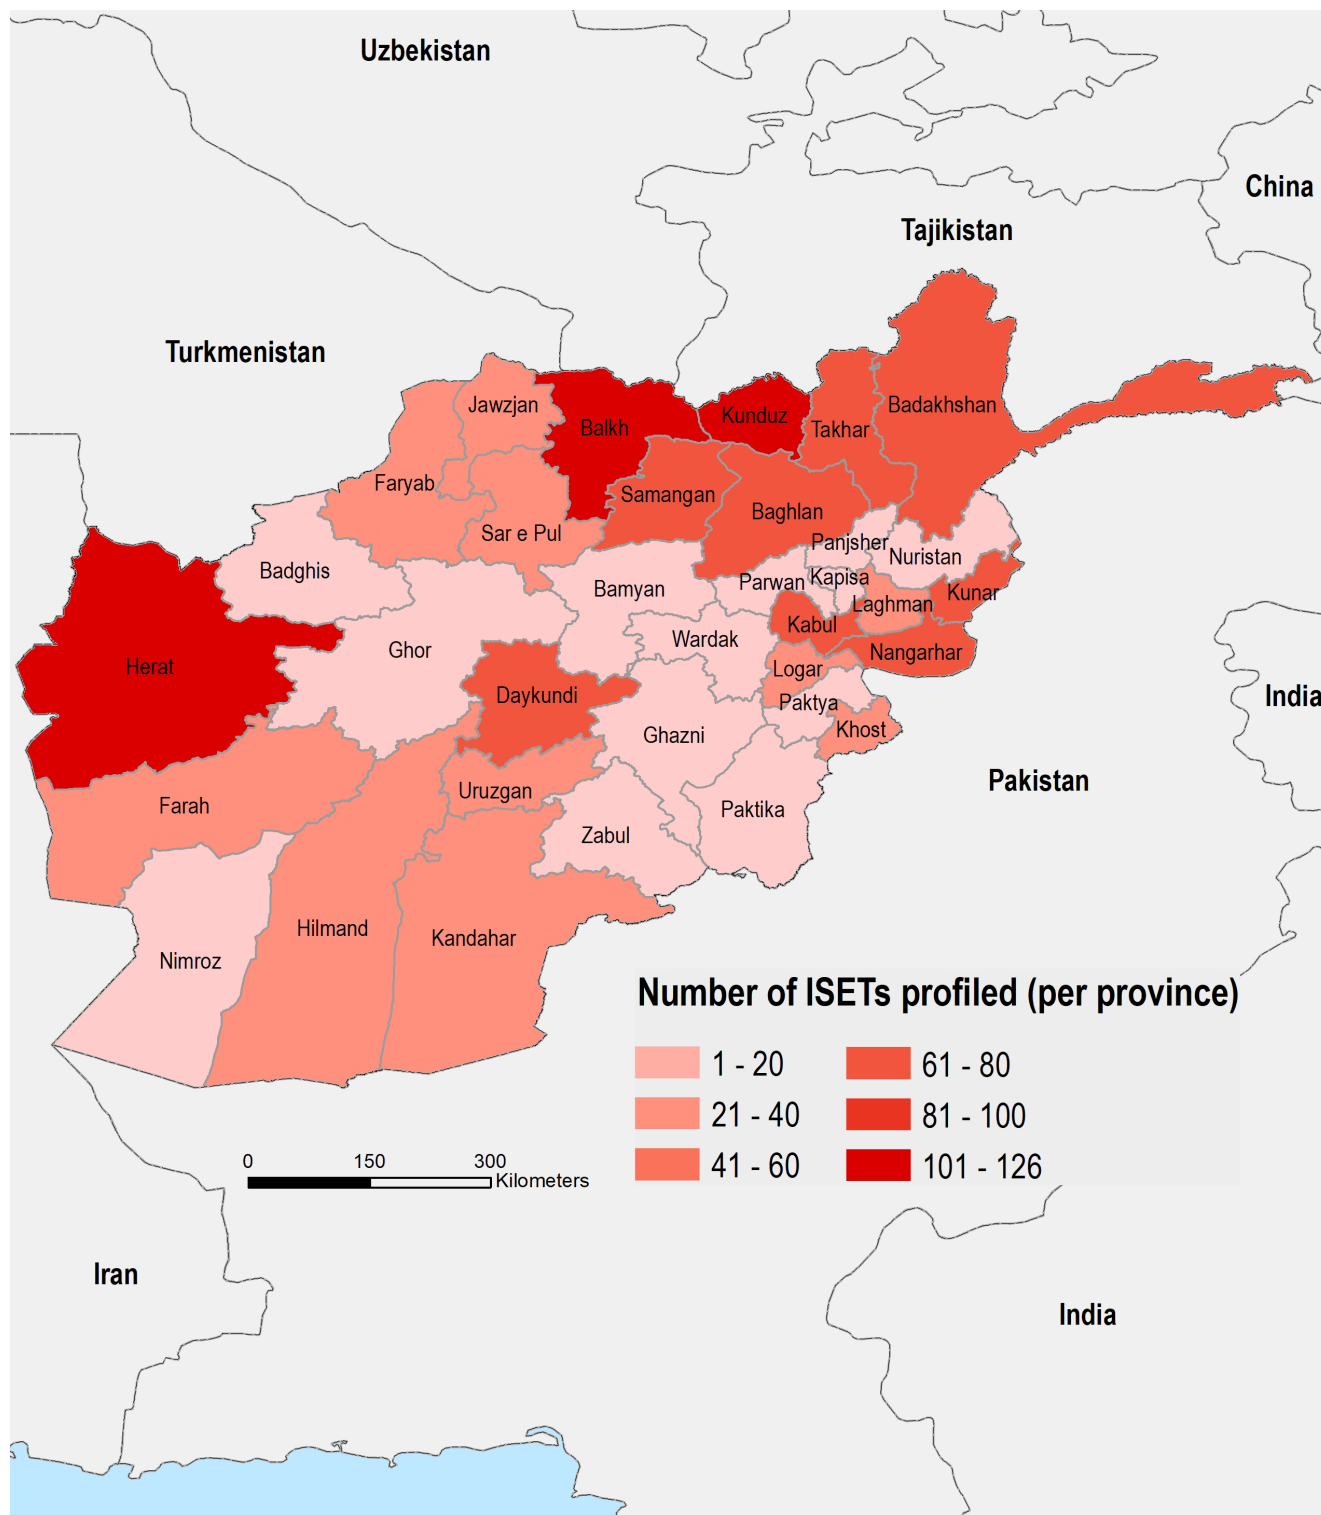 Uzbekistan
China
Tajikistan
Turkmenistan
Jawzjan
Balkh
Kunduz
Takhar
Badakhshan
Faryab
Samangan
Baghlan
Sar e Pul
Panjsher
Nuristan
Badghis
Bamyan
Parwan
Kapisa
Kunar
Laghman
Kabul
Wardak
Ghor
Nangarhar
Herat
Logar
Daykundi
India
Paktya
Khost
Ghazni
Pakistan
Uruzgan
Farah
Paktika
Zabul
Hilmand
Kandahar
Nimroz
Number of ISETs profiled (per province)
1 - 20
61 - 80
21 - 40
81 - 100
41 - 60
101 - 126
0 150 300
Kilometers
Iran
India